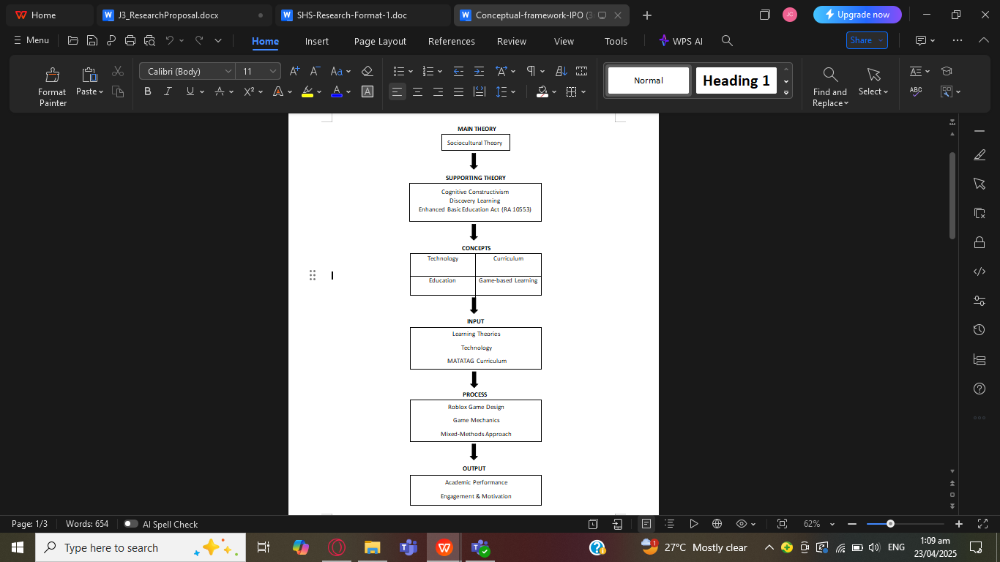 Home
J3_ResearchProposal.docx
SHS-Research-Format-1.doc
Conceptual-framework-IPO (3
JC
Upgrade now
Menu
Home
Insert
Page Layout
References
Review
View
Tools
WPS AI
Share
Format
Painter
Paste
Calibri (Body)
11
Normal
Heading 1
Find and
Replace
Select
MAIN THEORY
Sociocultural Theory
SUPPORTING THEORY
Cognitive Constructivism
Discovery Learning
Enhanced Basic Education Act (RA 10553)
CONCEPTS
Technology
Curriculum
Education
Game-based Learning
INPUT
Learning Theories
Technology
MATATAG Curriculum
PROCESS
Roblox Game Design
Game Mechanics
Mixed-Methods Approach
OUTPUT
Academic Performance
Engagement & Motivation
Page: 1/3
Words: 654
AI Spell Check
62%
Type here to search
27°C Mostly clear
ENG
1:09 am
23/04/2025